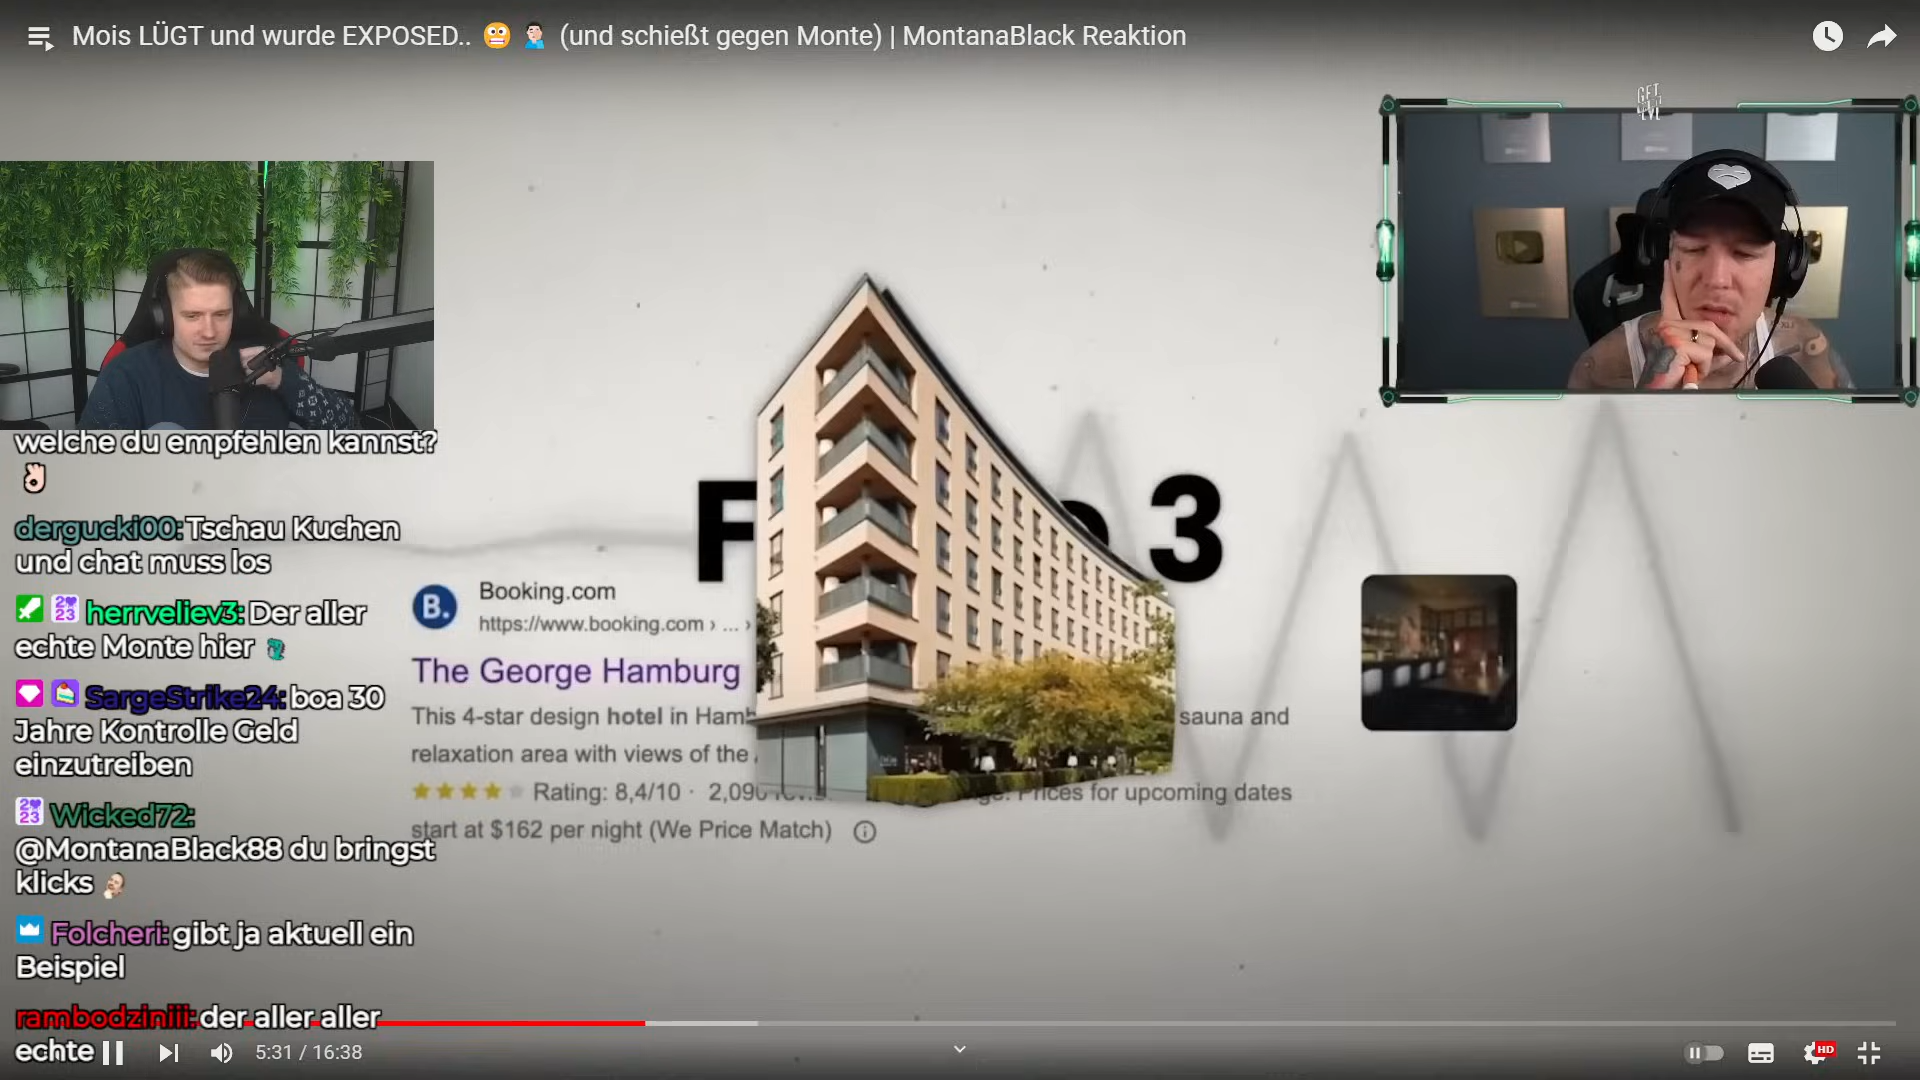 Mois LÜGT und wurde EXPOSED.. 😬 🤦🏻‍♂️ (und schießt gegen Monte) | MontanaBlack Reaktion
welche du empfehlen kannst?
👌🏻
dergucki00: Tschau Kuchen
und chat muss los
herrveliev3: Der aller
echte Monte hier
SargeStrike24: boa 30
Jahre Kontrolle Geld
einzutreiben
Wicked72:
@MontanaBlack88 du bringst
klicks
Folcheri: gibt ja aktuell ein
Beispiel
rambodziniii: der aller aller
echte
3
Booking.com
https://www.booking.com › ... ›
The George Hamburg
This 4-star design hotel in sauna and
relaxation area with views of the
Rating: 8,4/10 · Prices for upcoming dates
start at $162 per night (We Price Match)
5:31 / 16:38
HD